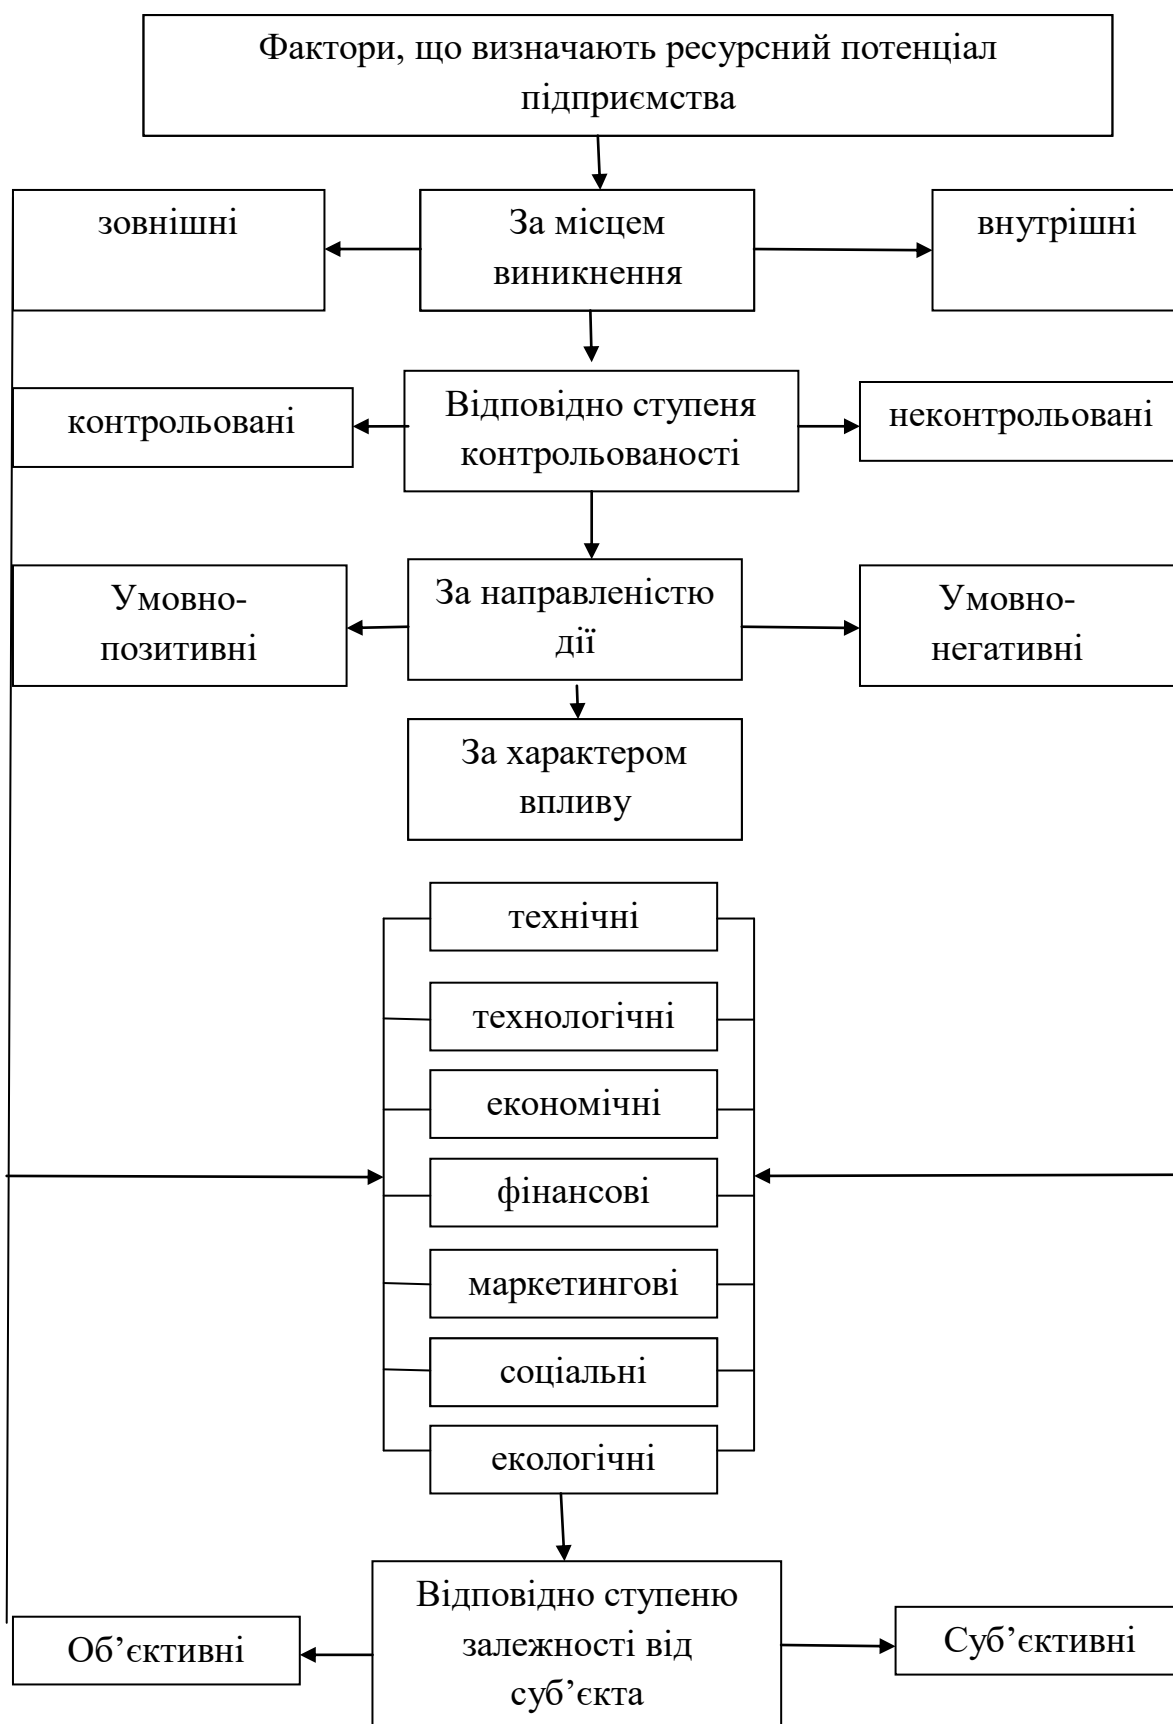 Фактори, що визначають ресурсний потенціал
підприємства
зовнішні
За місцем
виникнення
внутрішні
контрольовані
Відповідно ступеня
контрольованості
неконтрольовані
Умовно-
позитивні
За направленістю
дії
Умовно-
негативні
За характером
впливу
технічні
технологічні
економічні
фінансові
маркетингові
соціальні
екологічні
Об’єктивні
Відповідно ступеню
залежності від
суб’єкта
Суб’єктивні